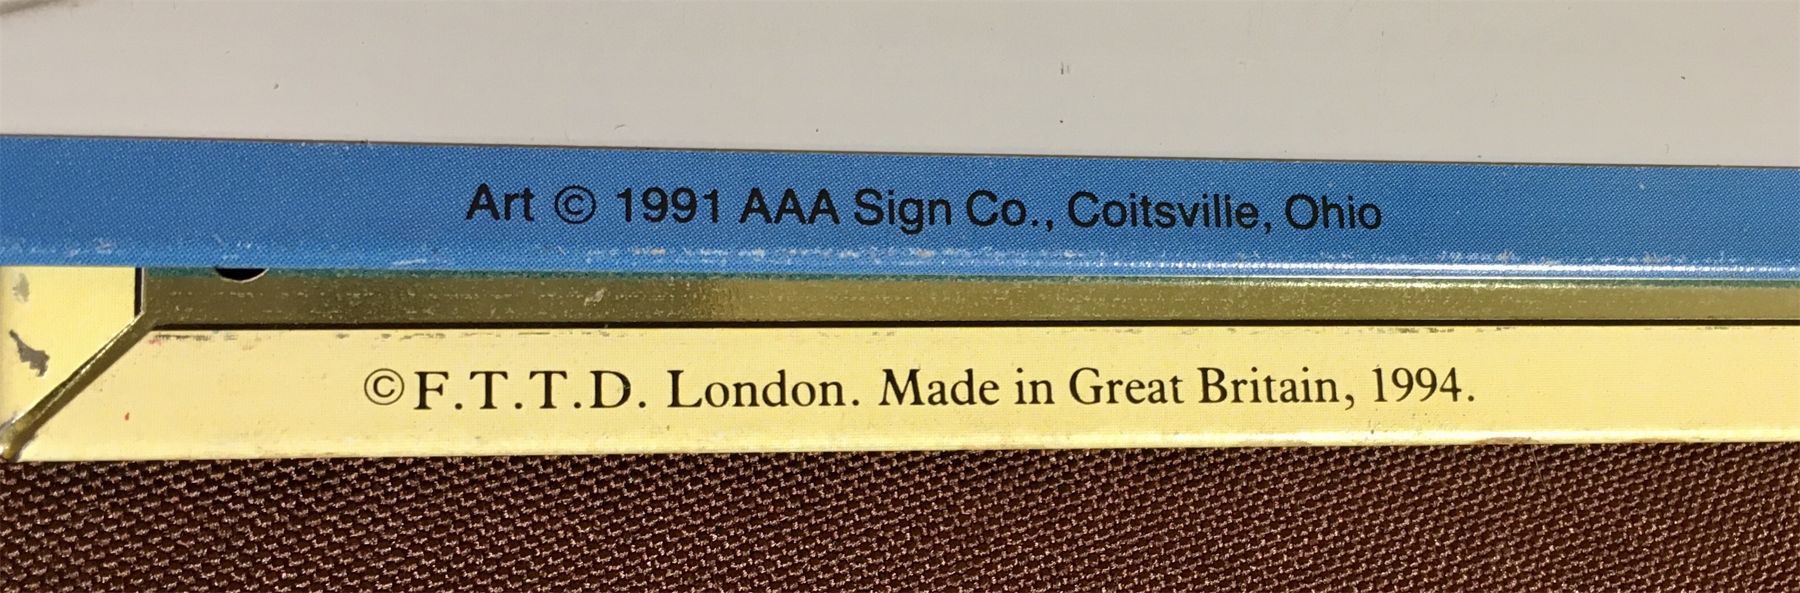 Art © 1991 AAA Sign Co., Coitsville, Ohio
©F.T.T.D. London. Made in Great Britain, 1994.